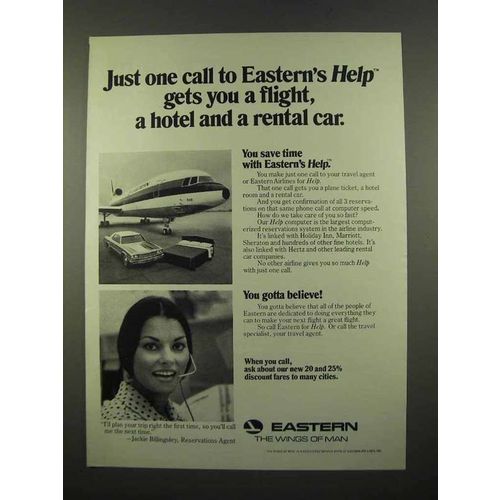 Just one call to Eastern's Help™
gets you a flight,
a hotel and a rental car.
You save time
with Eastern's Help.™
You make just one call to your travel agent
or Eastern Airlines for Help.
That one call gets you a plane ticket, a hotel
room and a rental car.
And you get confirmation of all 3 reserva-
tions on that same phone call at computer speed.
How do we take care of you so fast?
Our Help computer is the largest comput-
erized reservations system in the airline industry.
It's linked with Holiday Inn, Marriott,
Sheraton and hundreds of other fine hotels. It's
also linked with Hertz and other leading rental
car companies.
No other airline gives you so much Help
with just one call.
You gotta believe!
You gotta believe that all of the people of
Eastern are dedicated to doing everything they
can to make your next flight a great flight.
So call Eastern for Help. Or call the travel
specialist, your travel agent.
When you call,
ask about our new 20 and 25%
discount fares to many cities.
"I'll plan your trip right the first time, so you'll call
me the next time."
—Jackie Billingsley, Reservations Agent
EASTERN
THE WINGS OF MAN